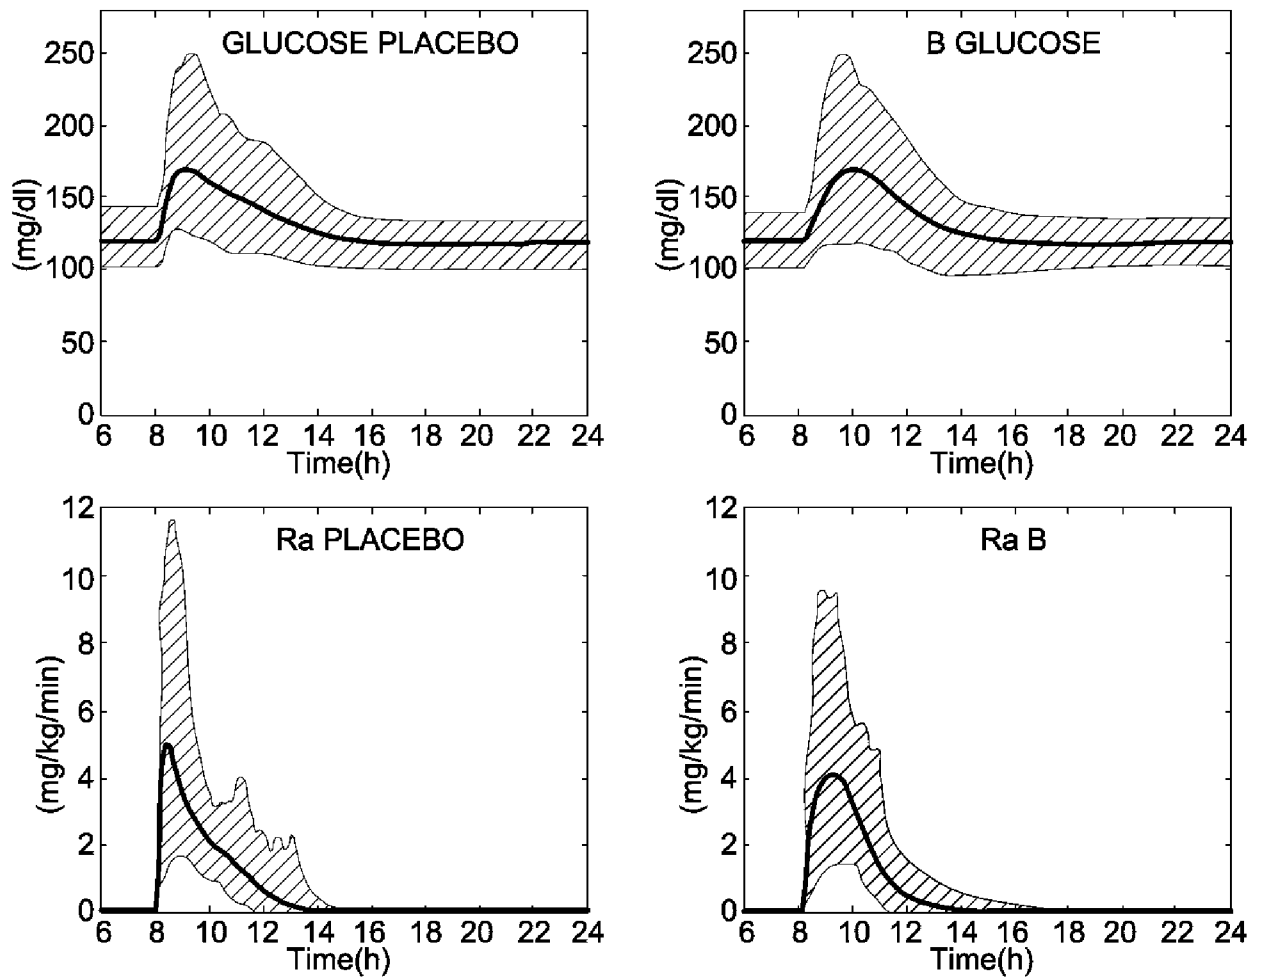 GLUCOSE PLACEBO
250
200
150
100
50
0
(mg/dl)
6 8 10 12 14 16 18 20 22 24
Time(h)
B GLUCOSE
250
200
150
100
50
0
(mg/dl)
6 8 10 12 14 16 18 20 22 24
Time(h)
Ra PLACEBO
12
10
8
6
4
2
0
(mg/kg/min)
6 8 10 12 14 16 18 20 22 24
Time(h)
Ra B
12
10
8
6
4
2
0
(mg/kg/min)
6 8 10 12 14 16 18 20 22 24
Time(h)